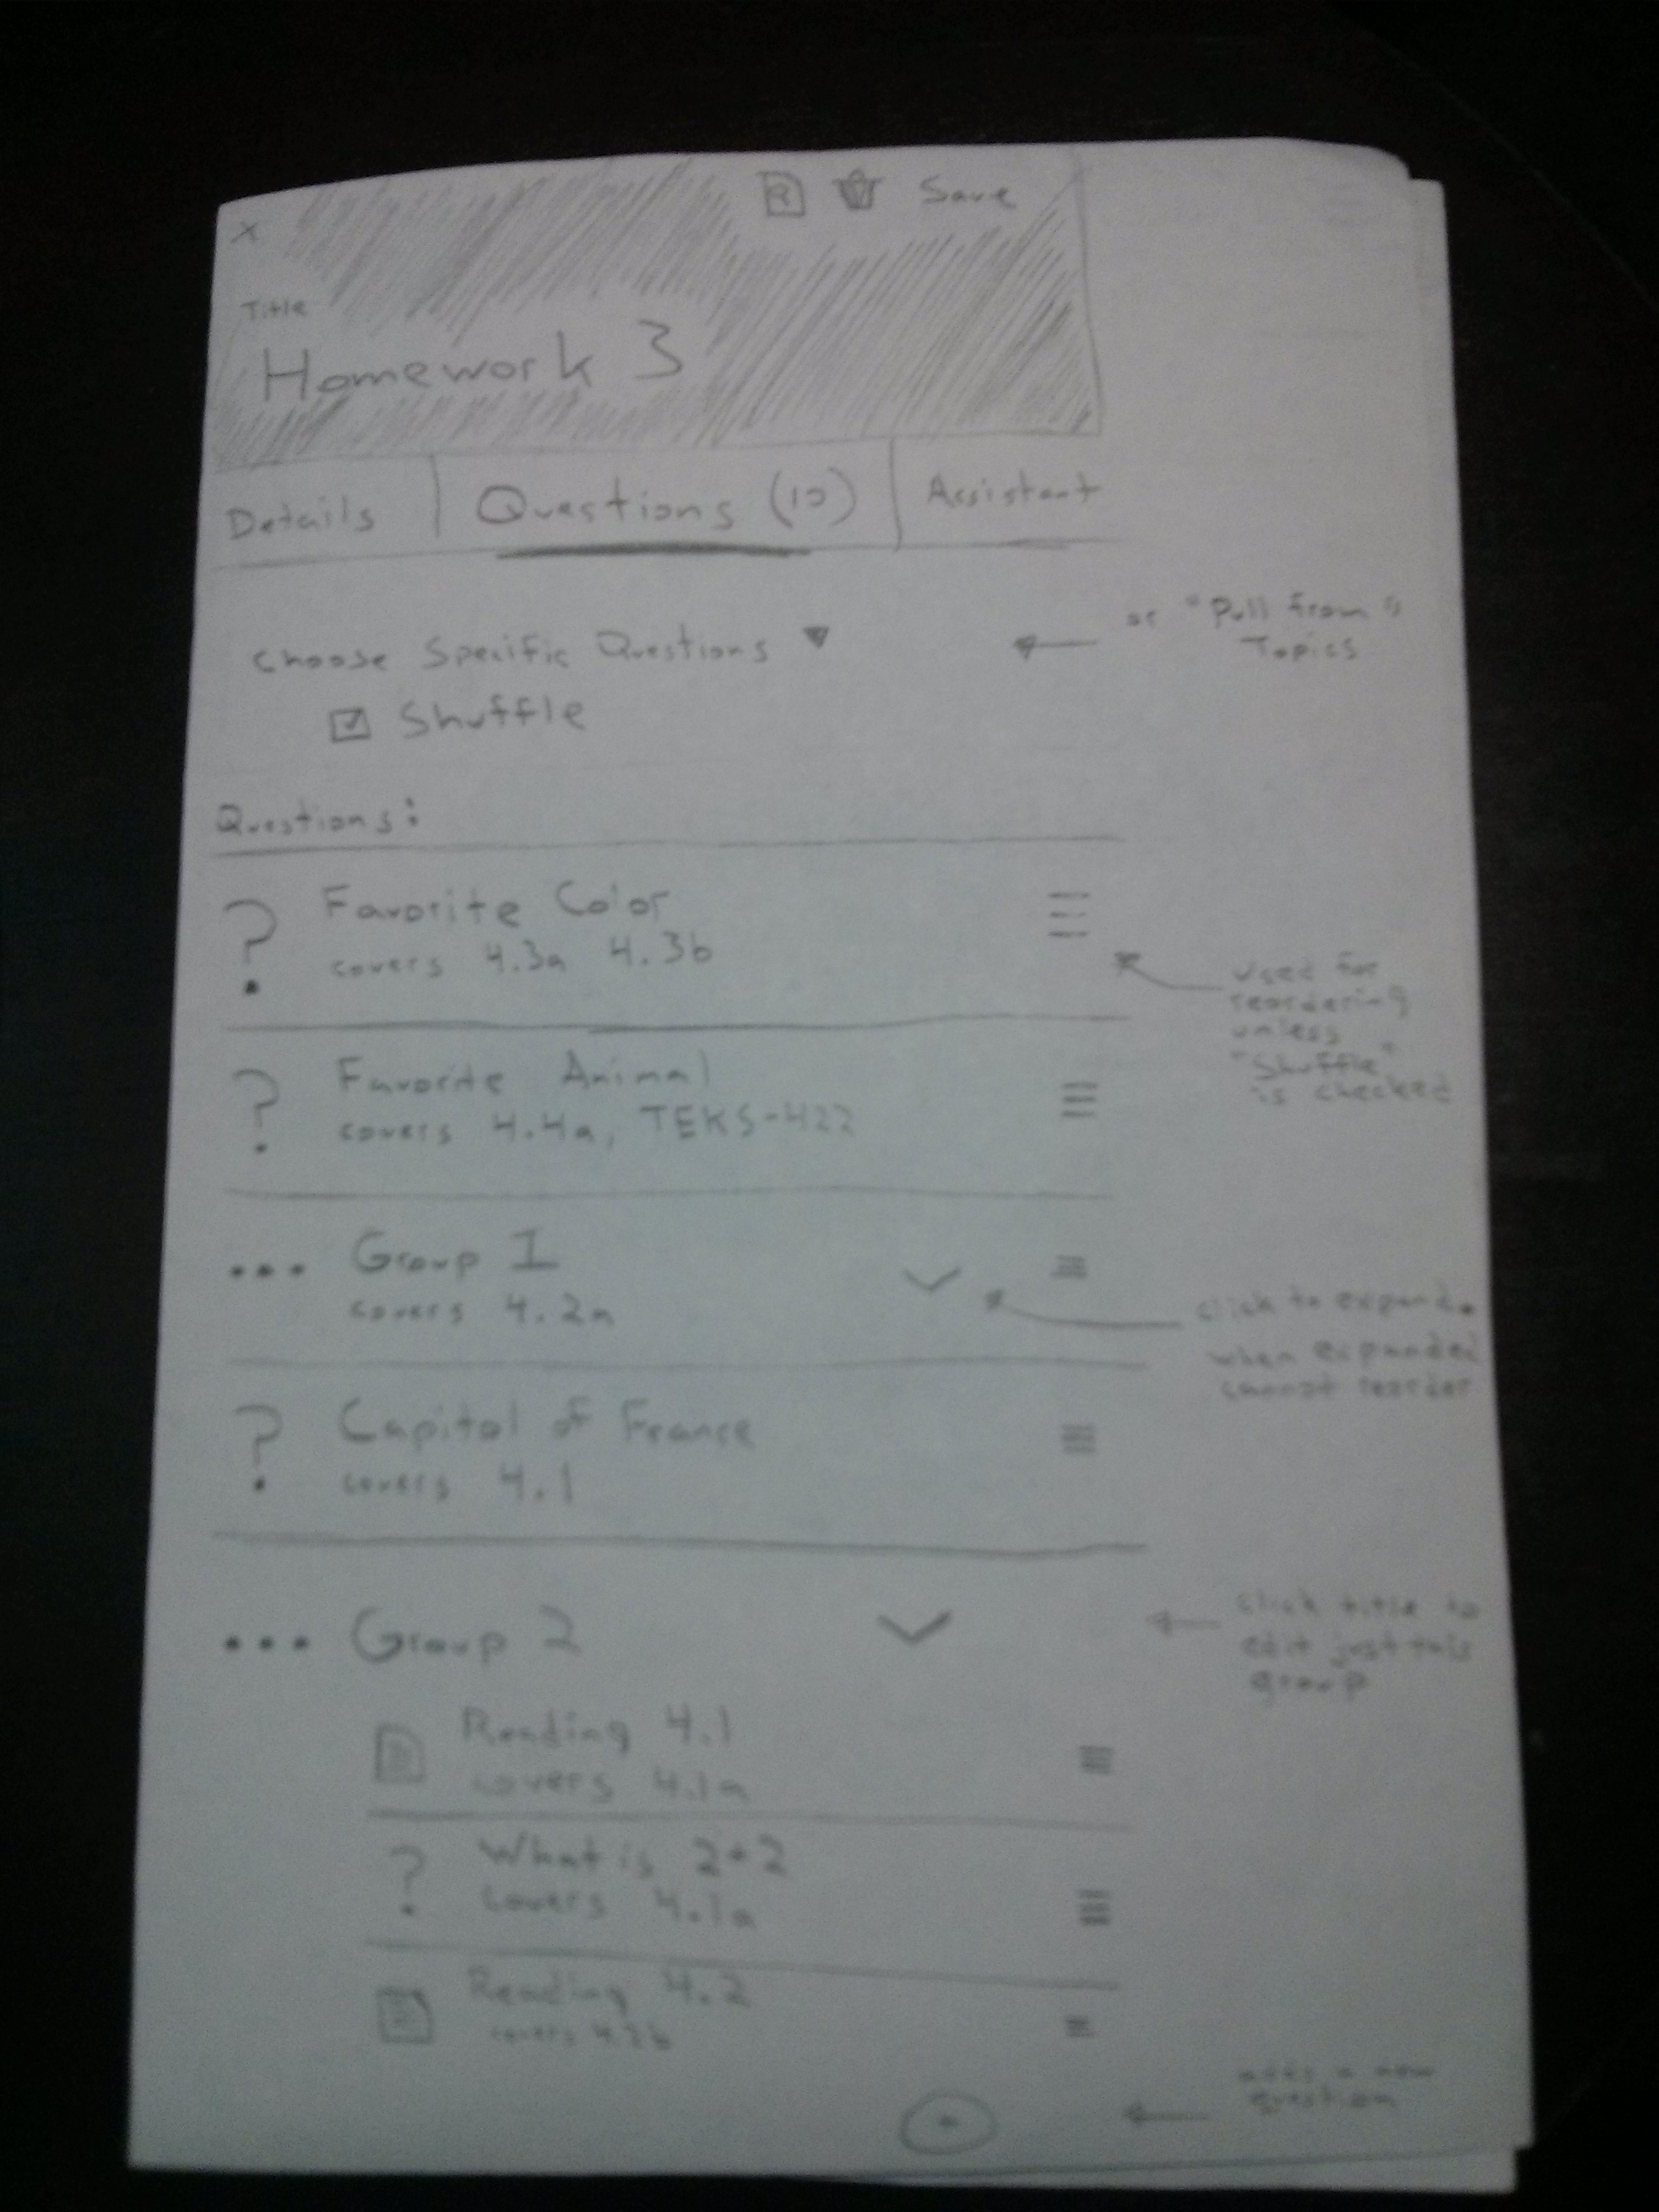 x Save
Title
Homework 3
Details Questions (10) Assistant
Choose Specific Questions
or "Pull from"
Topics
Shuffle
Questions:
?
Favorite Color
covers 4.3a 4.3b
used for
reordering
unless
"Shuffle"
is checked
?
Favorite Animal
covers 4.4a, TEKS-422
... Group 1
covers 4.2a
click to expand.
when expanded
cannot reorder
?
Capitol of France
covers 4.1
... Group 2
click title to
edit just this
group
Reading 4.1
covers 4.1a
?
What is 2+2
covers 4.1a
Reading 4.2
covers
adds a new
question
+